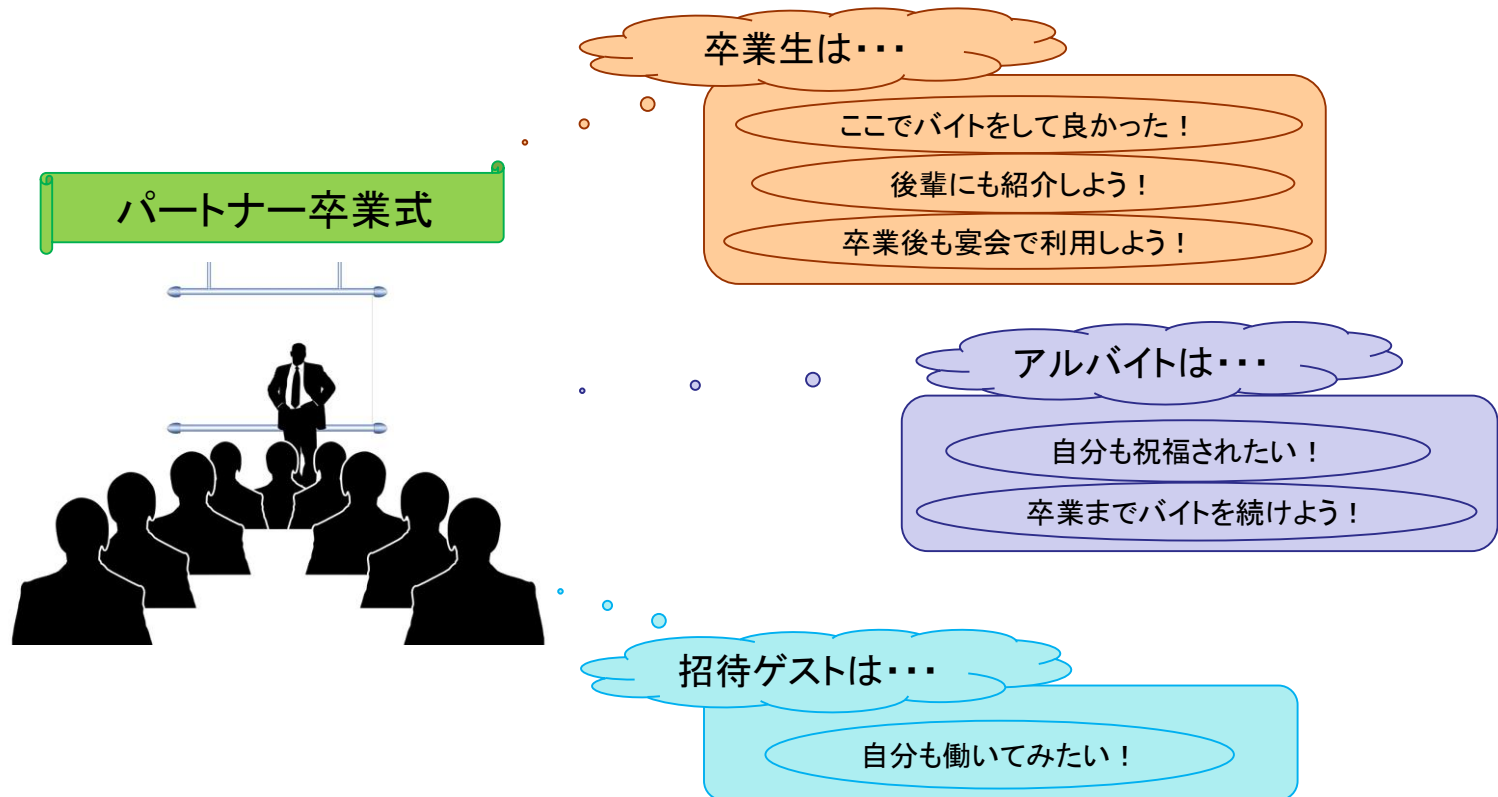 卒業生は・・・
ここでバイトをして良かった！
後輩にも紹介しよう！
卒業後も宴会で利用しよう！
パートナー卒業式
アルバイトは・・・
自分も祝福されたい！
卒業までバイトを続けよう！
招待ゲストは・・・
自分も働いてみたい！